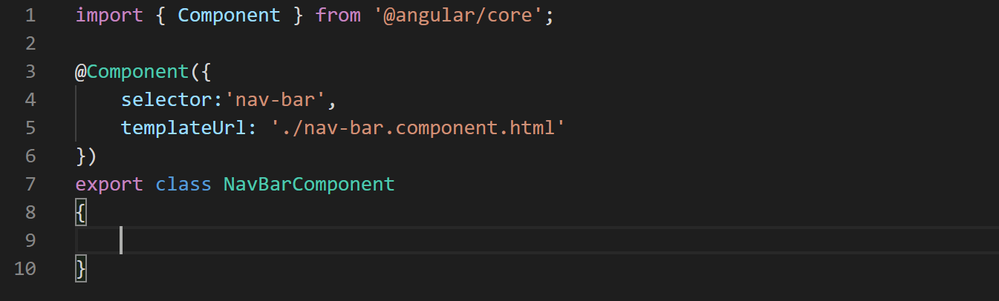 1 import { Component } from '@angular/core';
2
3 @Component({
4     selector:'nav-bar',
5     templateUrl: './nav-bar.component.html'
6 })
7 export class NavBarComponent
8 {
9
10 }